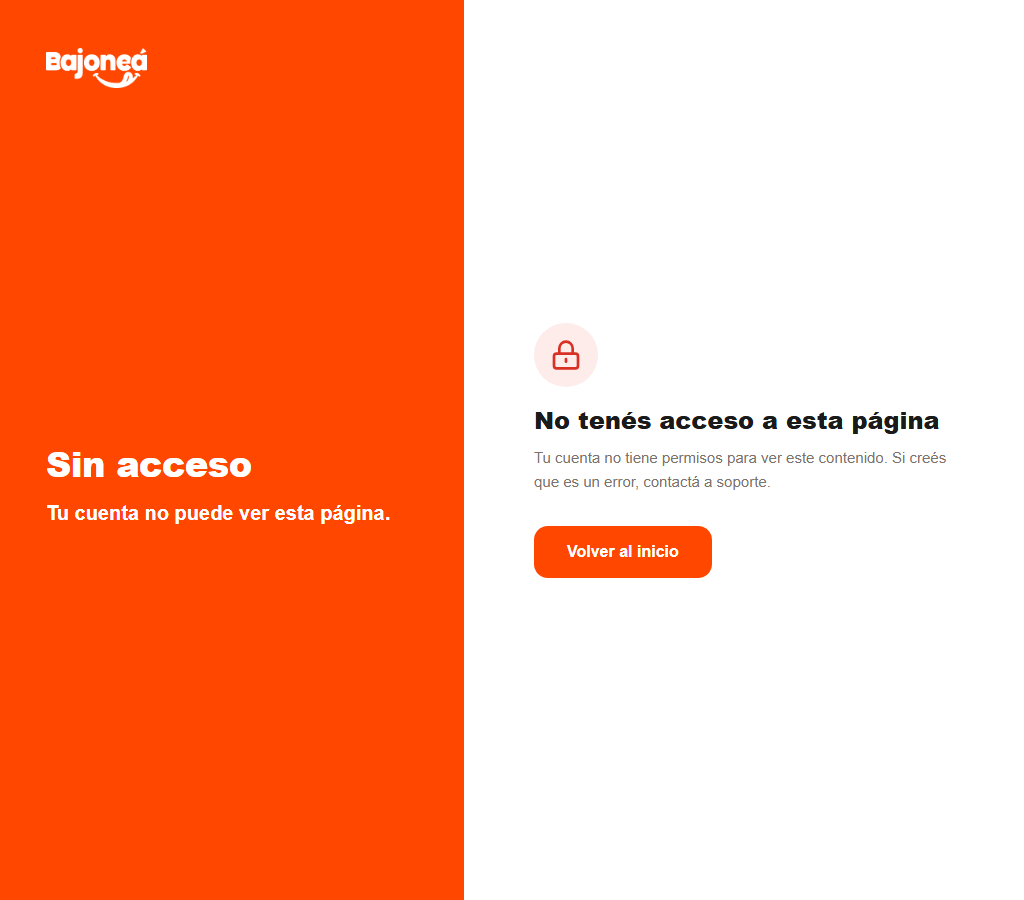 Bajoneá
Sin acceso
Tu cuenta no puede ver esta página.
No tenés acceso a esta página
Tu cuenta no tiene permisos para ver este contenido. Si creés
que es un error, contactá a soporte.
Volver al inicio